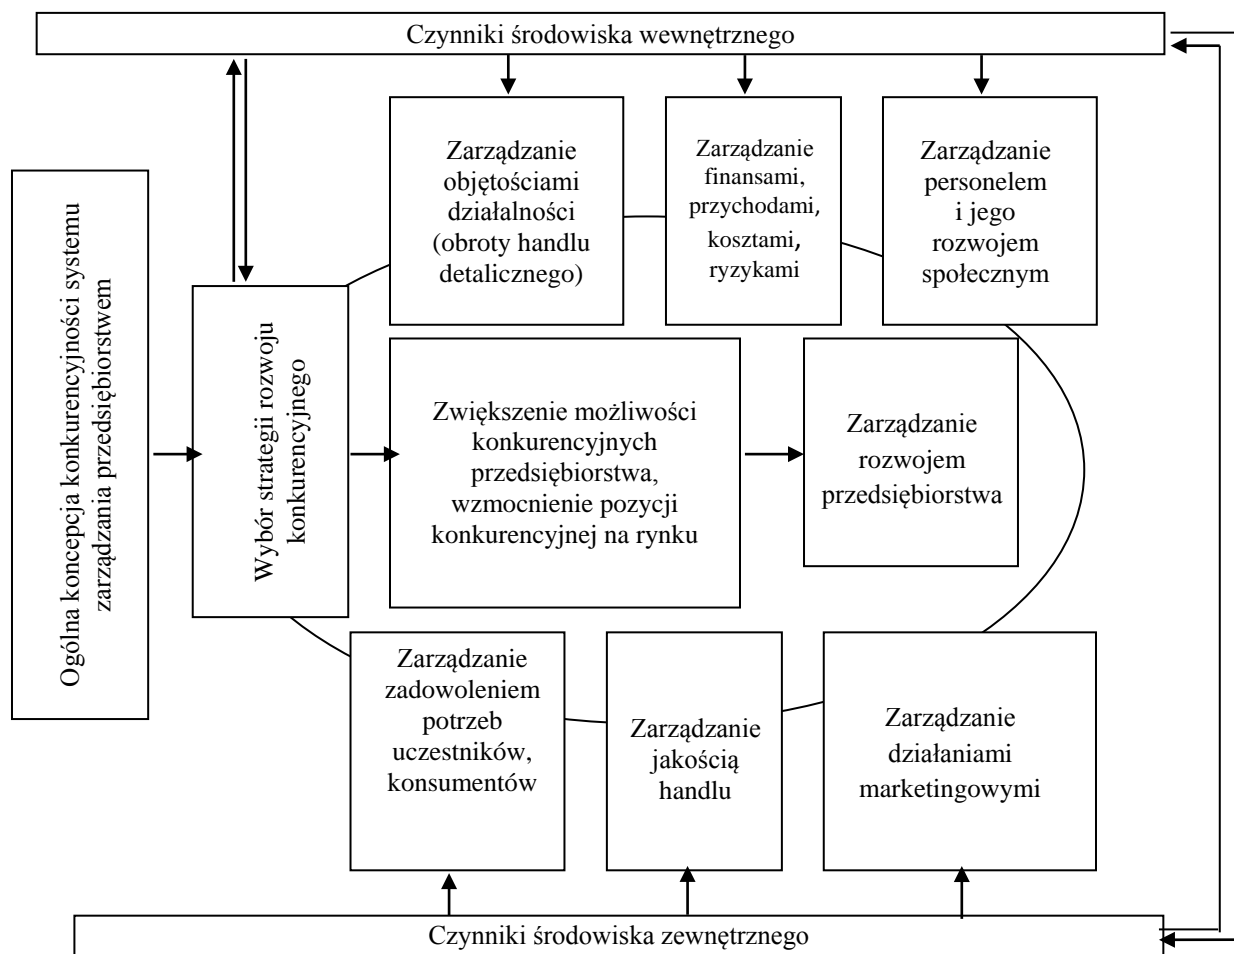 Czynniki środowiska wewnętrznego
Zarządzanie
objętościami
działalności
(obroty handlu
detalicznego)
Zarządzanie
finansami,
przychodami,
kosztami,
ryzykami
Zarządzanie
personelem
i jego
rozwojem
społecznym
Ogólna koncepcja konkurencyjności systemu
zarządzania przedsiębiorstwem
Wybór strategii rozwoju
konkurencyjnego
Zwiększenie możliwości
konkurencyjnych
przedsiębiorstwa,
wzmocnienie pozycji
konkurencyjnej na rynku
Zarządzanie
rozwojem
przedsiębiorstwa
Zarządzanie
zadowoleniem
potrzeb
uczestników,
konsumentów
Zarządzanie
jakością
handlu
Zarządzanie
działaniami
marketingowymi
Czynniki środowiska zewnętrznego